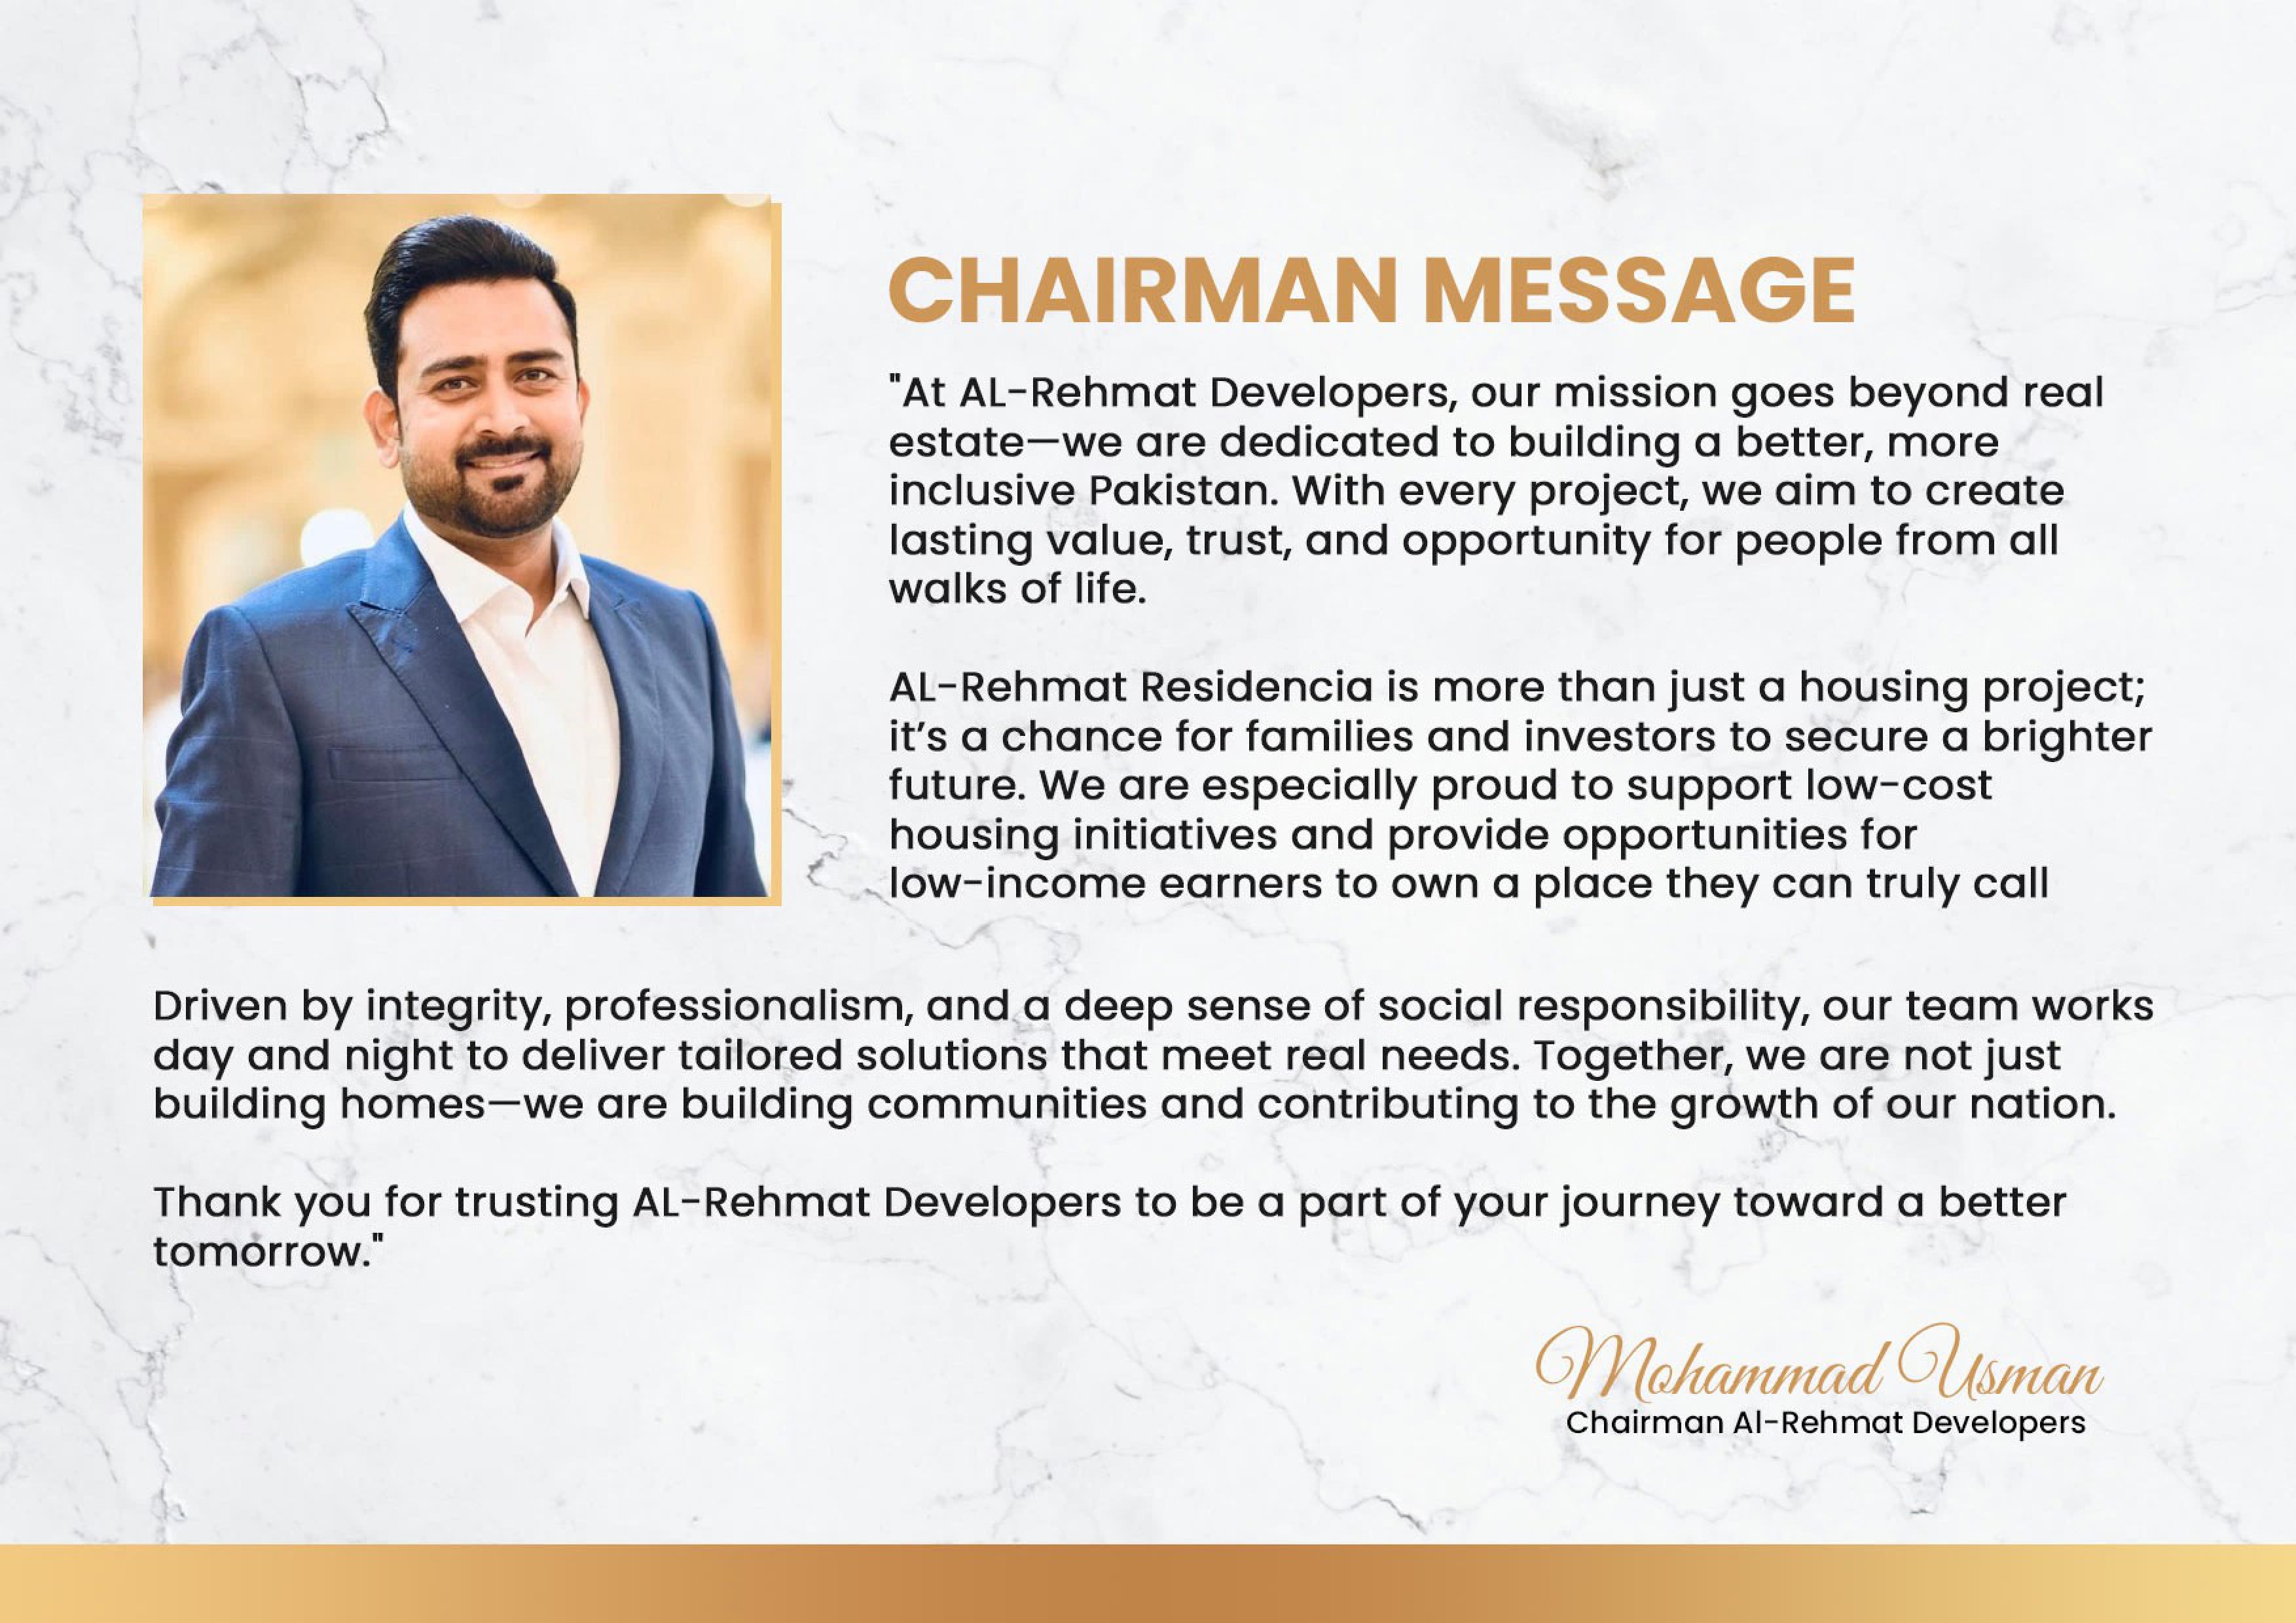 CHAIRMAN MESSAGE
"At AL-Rehmat Developers, our mission goes beyond real
estate—we are dedicated to building a better, more
inclusive Pakistan. With every project, we aim to create
lasting value, trust, and opportunity for people from all
walks of life.
AL-Rehmat Residencia is more than just a housing project;
it’s a chance for families and investors to secure a brighter
future. We are especially proud to support low-cost
housing initiatives and provide opportunities for
low-income earners to own a place they can truly call
Driven by integrity, professionalism, and a deep sense of social responsibility, our team works
day and night to deliver tailored solutions that meet real needs. Together, we are not just
building homes—we are building communities and contributing to the growth of our nation.
Thank you for trusting AL-Rehmat Developers to be a part of your journey toward a better
tomorrow."
Mohammad Usman
Chairman Al-Rehmat Developers